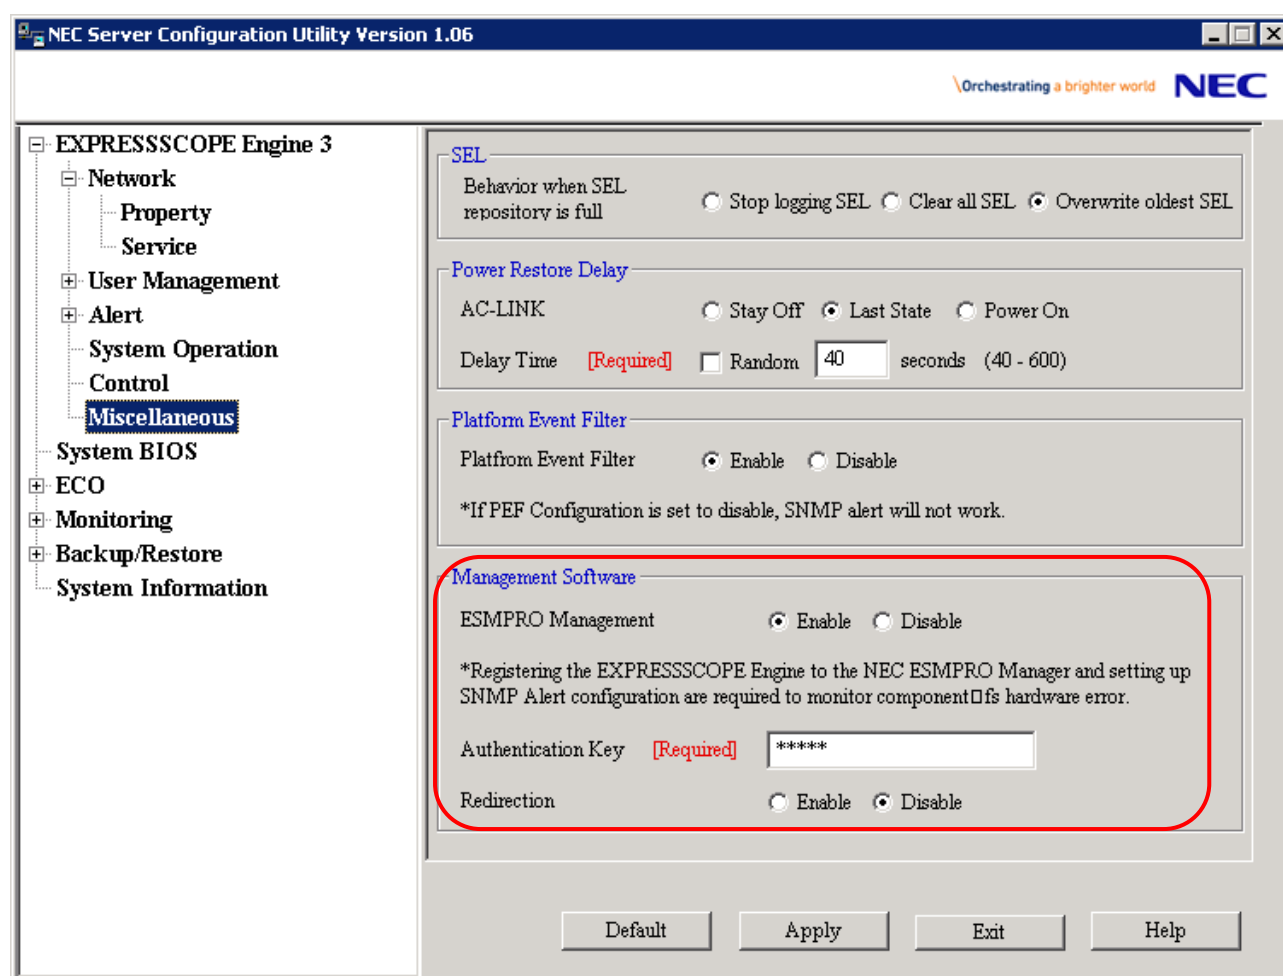 NEC Server Configuration Utility Version 1.06
\Orchestrating a brighter world NEC
EXPRESSSCOPE Engine 3
Network
Property
Service
User Management
Alert
System Operation
Control
Miscellaneous
System BIOS
ECO
Monitoring
Backup/Restore
System Information
SEL
Behavior when SEL
repository is full
Stop logging SEL Clear all SEL Overwrite oldest SEL
Power Restore Delay
AC-LINK Stay Off Last State Power On
Delay Time [Required] Random 40 seconds (40 - 600)
Platform Event Filter
Platfrom Event Filter Enable Disable
*If PEF Configuration is set to disable, SNMP alert will not work.
Management Software
ESMPRO Management Enable Disable
*Registering the EXPRESSSCOPE Engine to the NEC ESMPRO Manager and setting up
SNMP Alert configuration are required to monitor component□fs hardware error.
Authentication Key [Required] *****
Redirection Enable Disable
Default Apply Exit Help